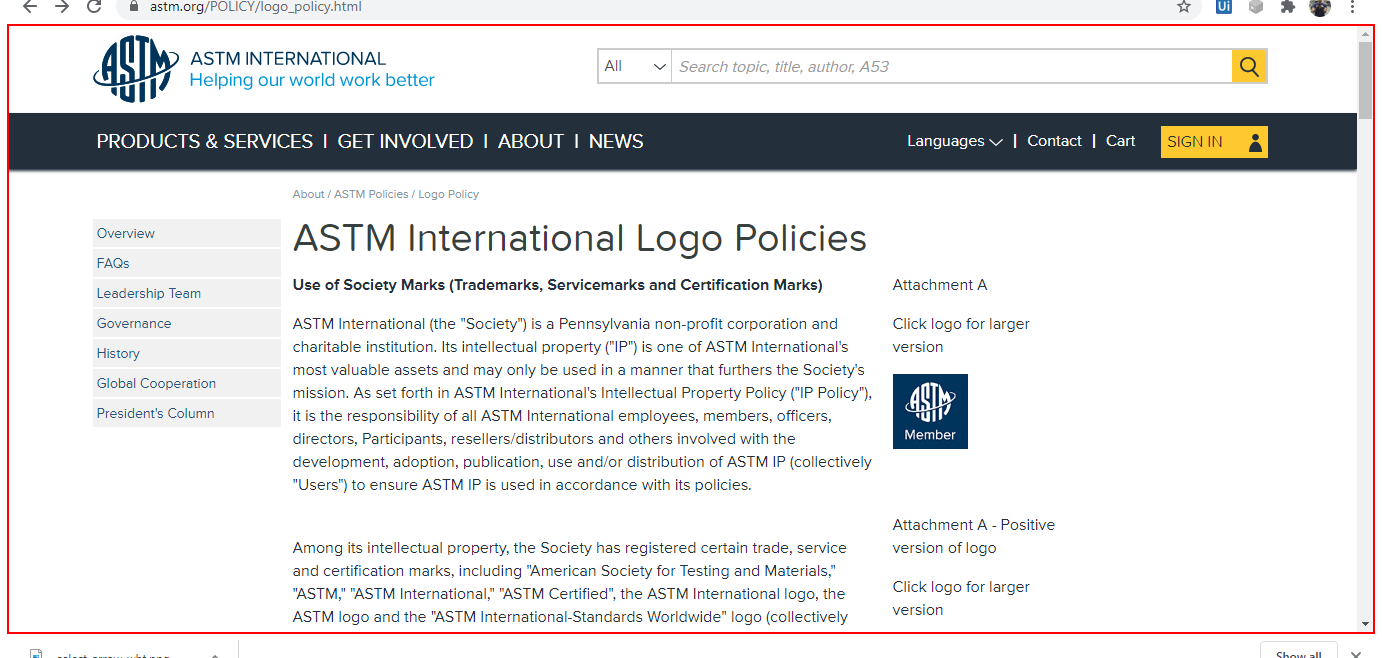 astm.org/POLICY/logo_policy.html
Ui
ASTM
ASTM INTERNATIONAL
Helping our world work better
All
Search topic, title, author, A53
PRODUCTS & SERVICES | GET INVOLVED | ABOUT | NEWS
Languages | Contact | Cart
SIGN IN
About / ASTM Policies / Logo Policy
Overview
FAQs
Leadership Team
Governance
History
Global Cooperation
President's Column
ASTM International Logo Policies
Use of Society Marks (Trademarks, Servicemarks and Certification Marks)
ASTM International (the "Society") is a Pennsylvania non-profit corporation and
charitable institution. Its intellectual property ("IP") is one of ASTM International's
most valuable assets and may only be used in a manner that furthers the Society's
mission. As set forth in ASTM International's Intellectual Property Policy ("IP Policy"),
it is the responsibility of all ASTM International employees, members, officers,
directors, Participants, resellers/distributors and others involved with the
development, adoption, publication, use and/or distribution of ASTM IP (collectively
"Users") to ensure ASTM IP is used in accordance with its policies.
Among its intellectual property, the Society has registered certain trade, service
and certification marks, including "American Society for Testing and Materials,"
"ASTM," "ASTM International," "ASTM Certified", the ASTM International logo, the
ASTM logo and the "ASTM International-Standards Worldwide" logo (collectively
Attachment A
Click logo for larger
version
ASTM
Member
Attachment A - Positive
version of logo
Click logo for larger
version
Show all